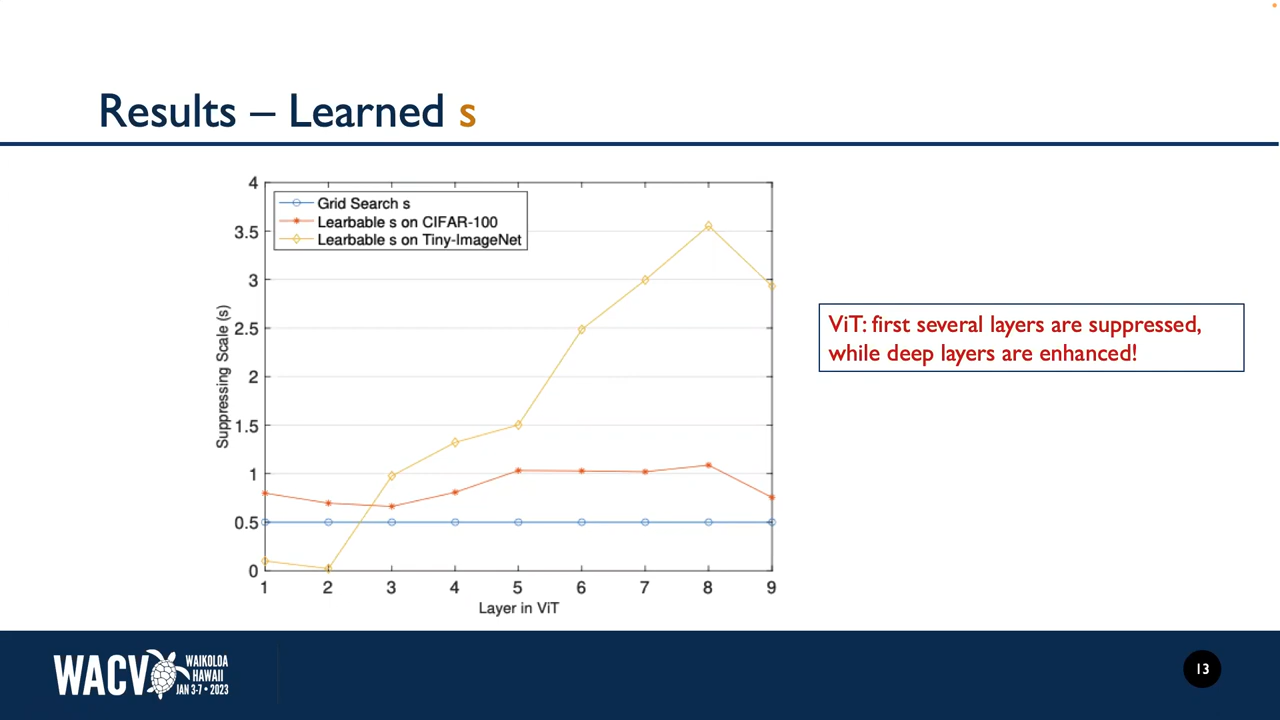 Results – Learned s
4
3.5
3
2.5
2
1.5
1
0.5
0
Suppressing Scale (s)
Grid Search s
Learbable s on CIFAR-100
Learbable s on Tiny-ImageNet
1 2 3 4 5 6 7 8 9
Layer in ViT
ViT: first several layers are suppressed,
while deep layers are enhanced!
WACV
WAIKOLOA
HAWAII
JAN 3-7 • 2023
13